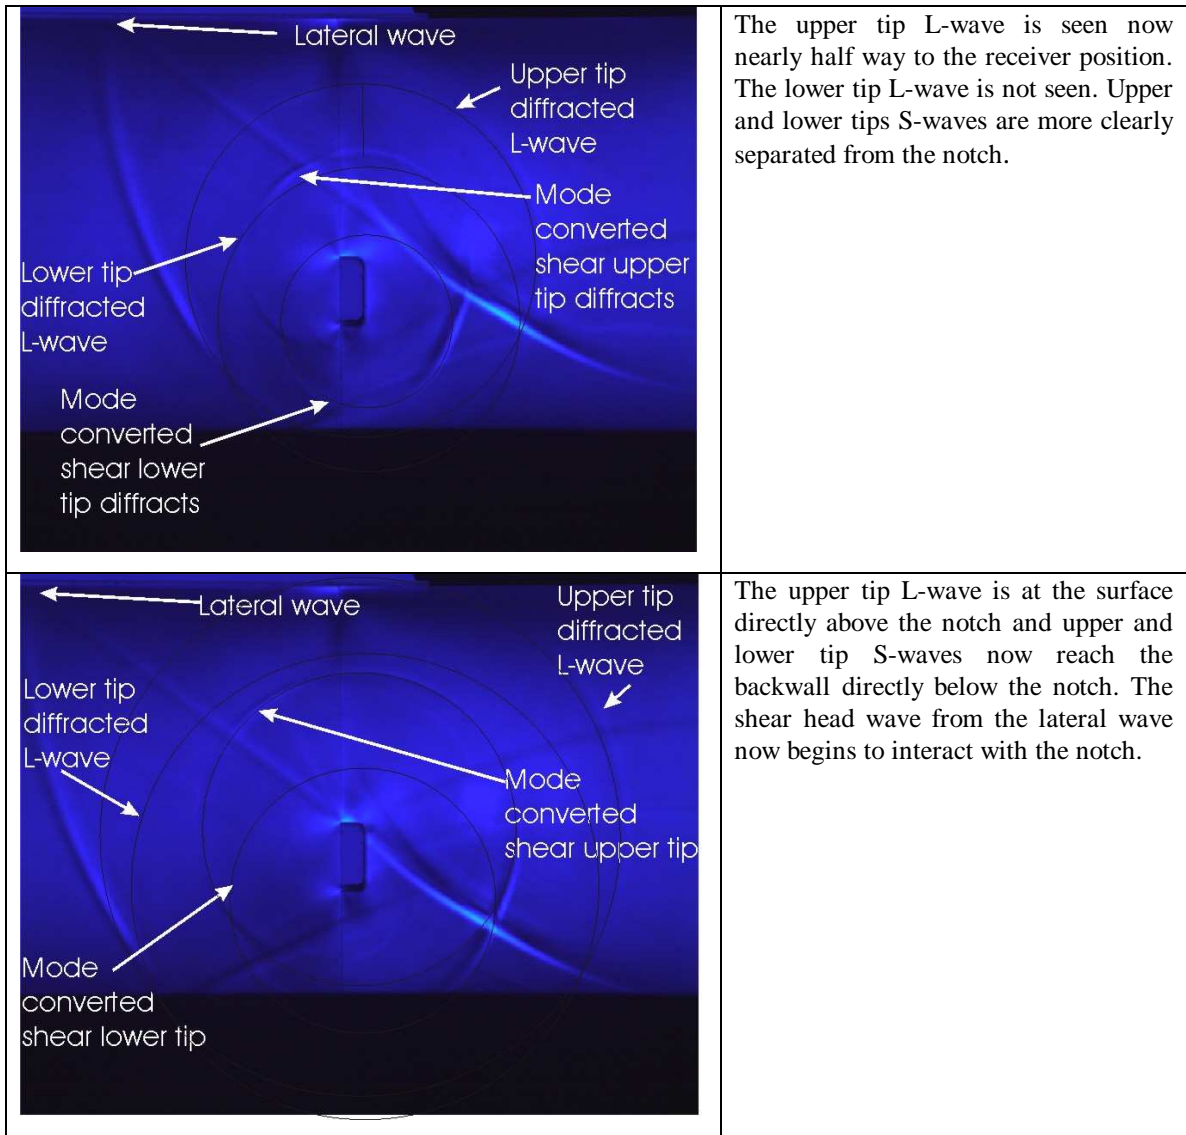 Lateral wave
Upper tip
diffracted
L-wave
Mode
converted
shear upper
tip diffracts
Lower tip
diffracted
L-wave
Mode
converted
shear lower
tip diffracts
The upper tip L-wave is seen now
nearly half way to the receiver position.
The lower tip L-wave is not seen. Upper
and lower tips S-waves are more clearly
separated from the notch.
Lateral wave
Upper tip
diffracted
L-wave
Lower tip
diffracted
L-wave
Mode
converted
shear upper tip
Mode
converted
shear lower tip
The upper tip L-wave is at the surface
directly above the notch and upper and
lower tip S-waves now reach the
backwall directly below the notch. The
shear head wave from the lateral wave
now begins to interact with the notch.